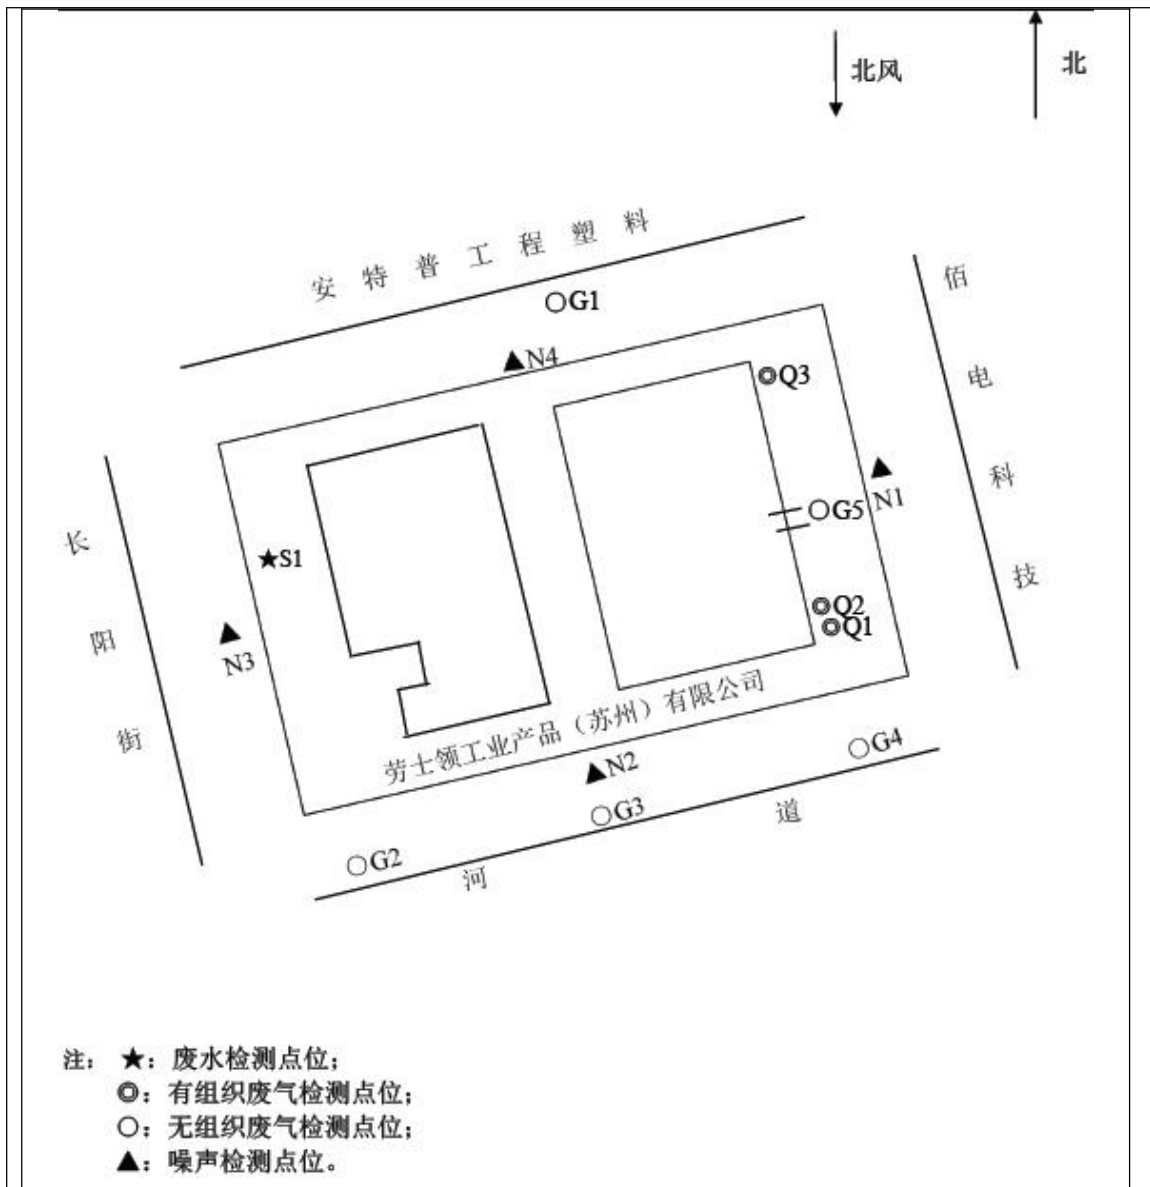 北风
北
安特普工程塑料
G1
佰电科技
N4
Q3
N1
G5
长阳街
S1
Q2
Q1
N3
劳士领工业产品（苏州）有限公司
N2
G4
G3
道
G2
河
注： ★：废水检测点位；
◎：有组织废气检测点位；
○：无组织废气检测点位；
▲：噪声检测点位。